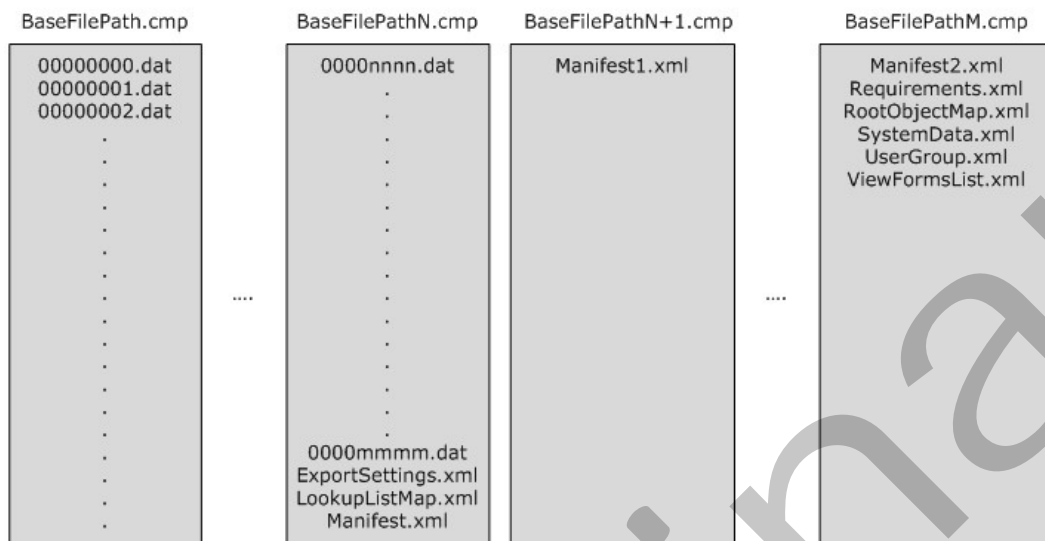 BaseFilePath.cmp
00000000.dat
00000001.dat
00000002.dat
....
BaseFilePathN.cmp
0000nnnn.dat
0000mmmm.dat
ExportSettings.xml
LookupListMap.xml
Manifest.xml
BaseFilePathN+1.cmp
Manifest1.xml
....
BaseFilePathM.cmp
Manifest2.xml
Requirements.xml
RootObjectMap.xml
SystemData.xml
UserGroup.xml
ViewFormsList.xml